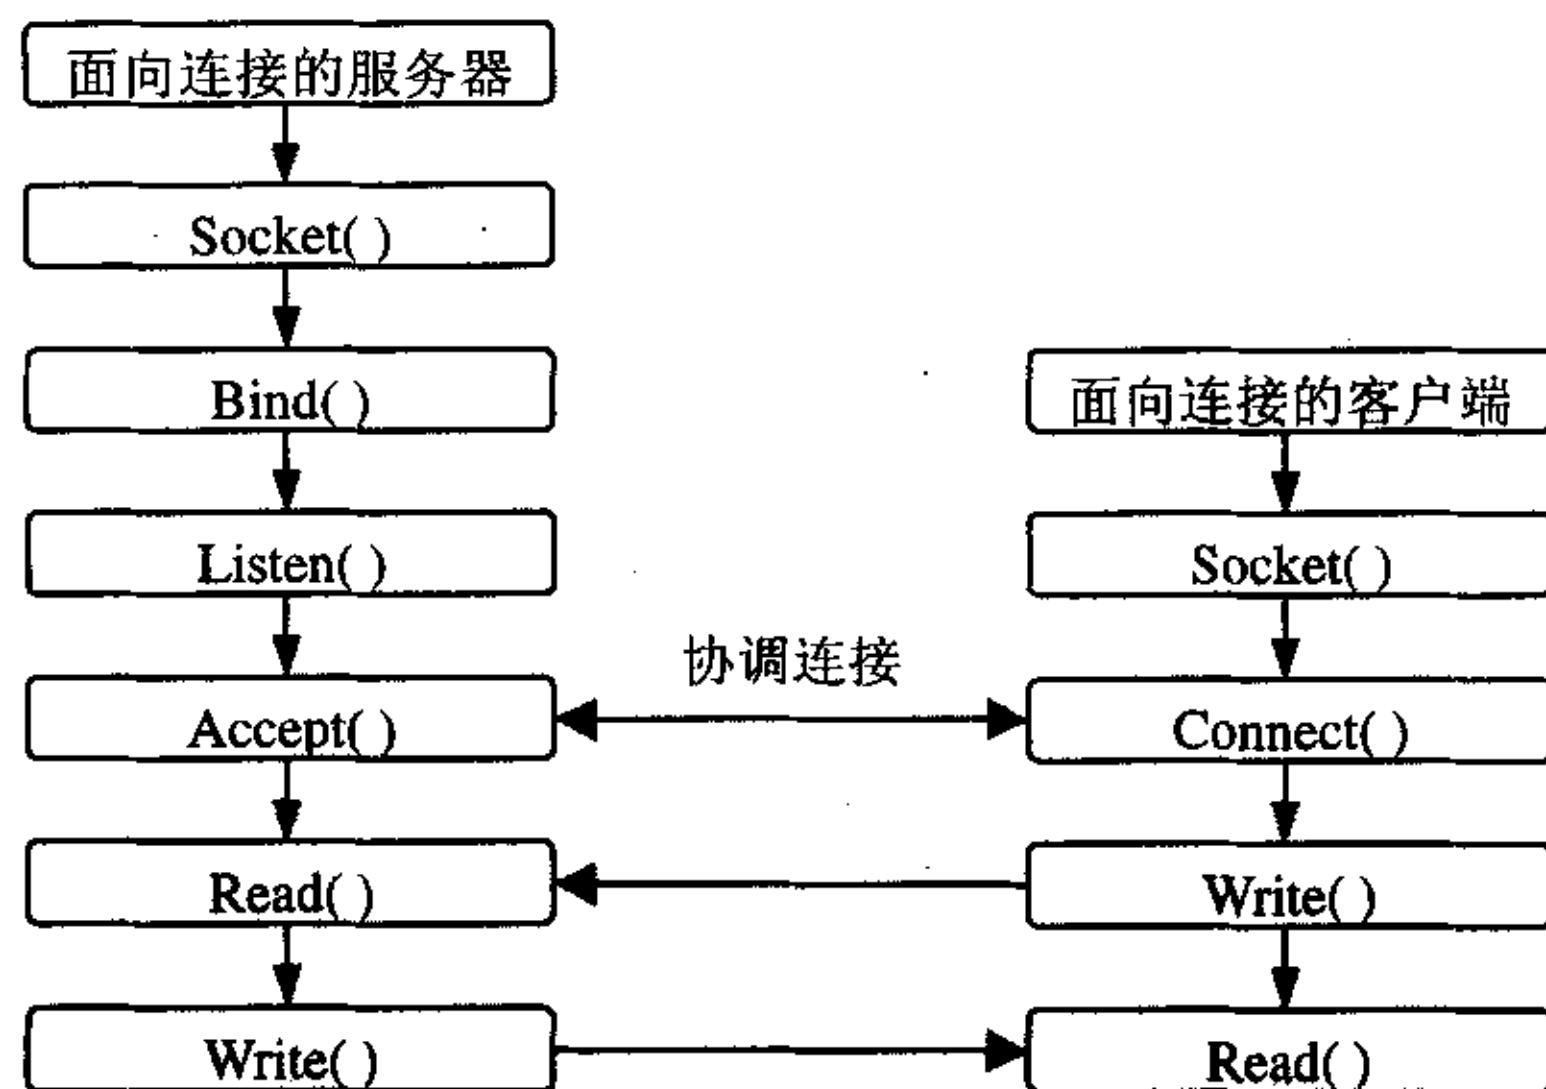 面向连接的服务器
Socket( )
Bind( )
Listen( )
Accept( )
Read( )
Write( )
协调连接
面向连接的客户端
Socket( )
Connect( )
Write( )
Read( )